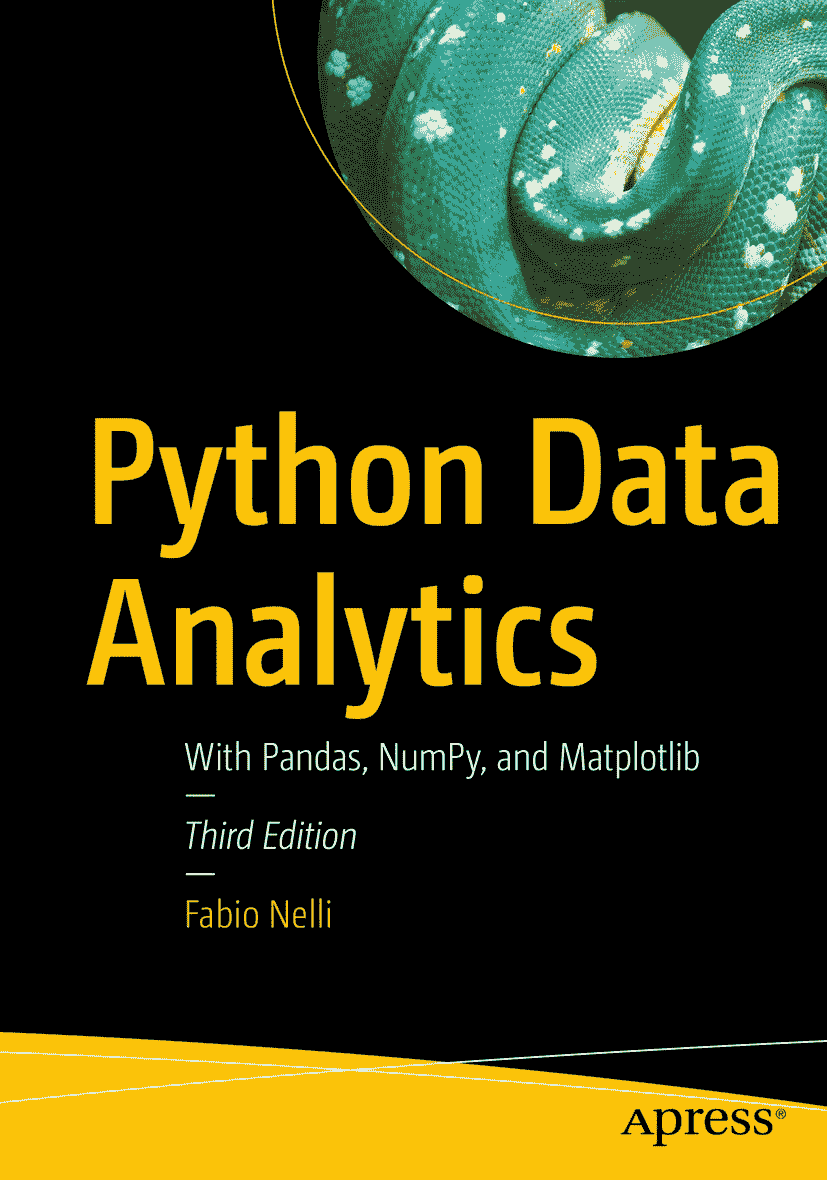 Python Data
Analytics
With Pandas, NumPy, and Matplotlib
—
Third Edition
—
Fabio Nelli
Apress®